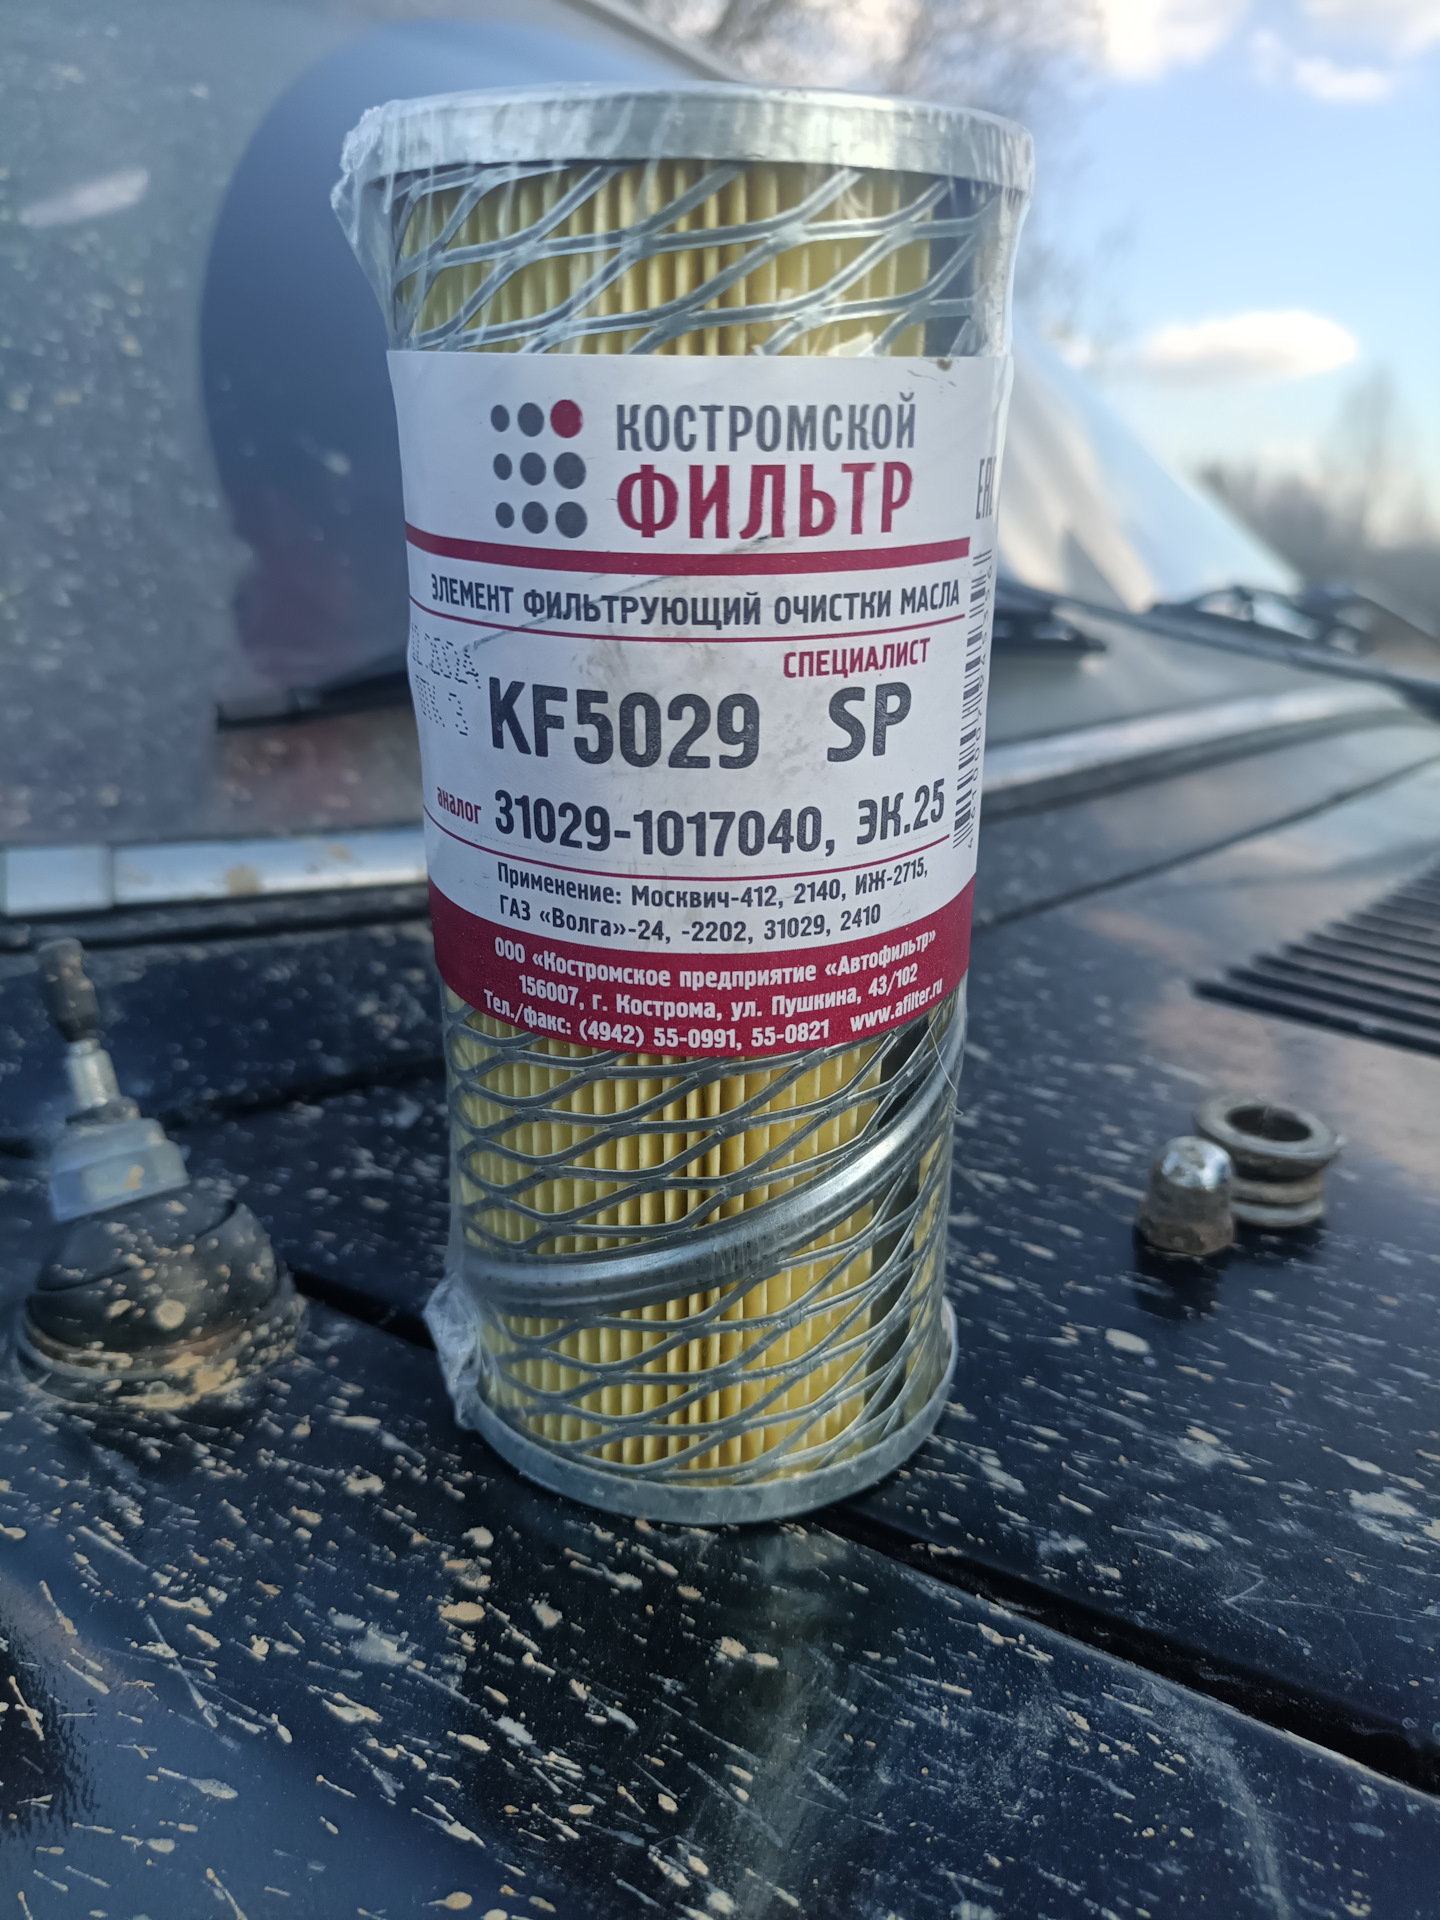 КОСТРОМСКОЙ
ФИЛЬТР
ЭЛЕМЕНТ ФИЛЬТРУЮЩИЙ ОЧИСТКИ МАСЛА
СПЕЦИАЛИСТ
KF5029 SP
аналог 31029-1017040, ЭК.25
Применение: Москвич-412, 2140, ИЖ-2715,
ГАЗ «Волга»-24, -2202, 31029, 2410
ООО «Костромское предприятие «Автофильтр»
156007, г. Кострома, ул. Пушкина, 43/102
Тел./факс: (4942) 55-0991, 55-0821 www.afilter.ru
EAC